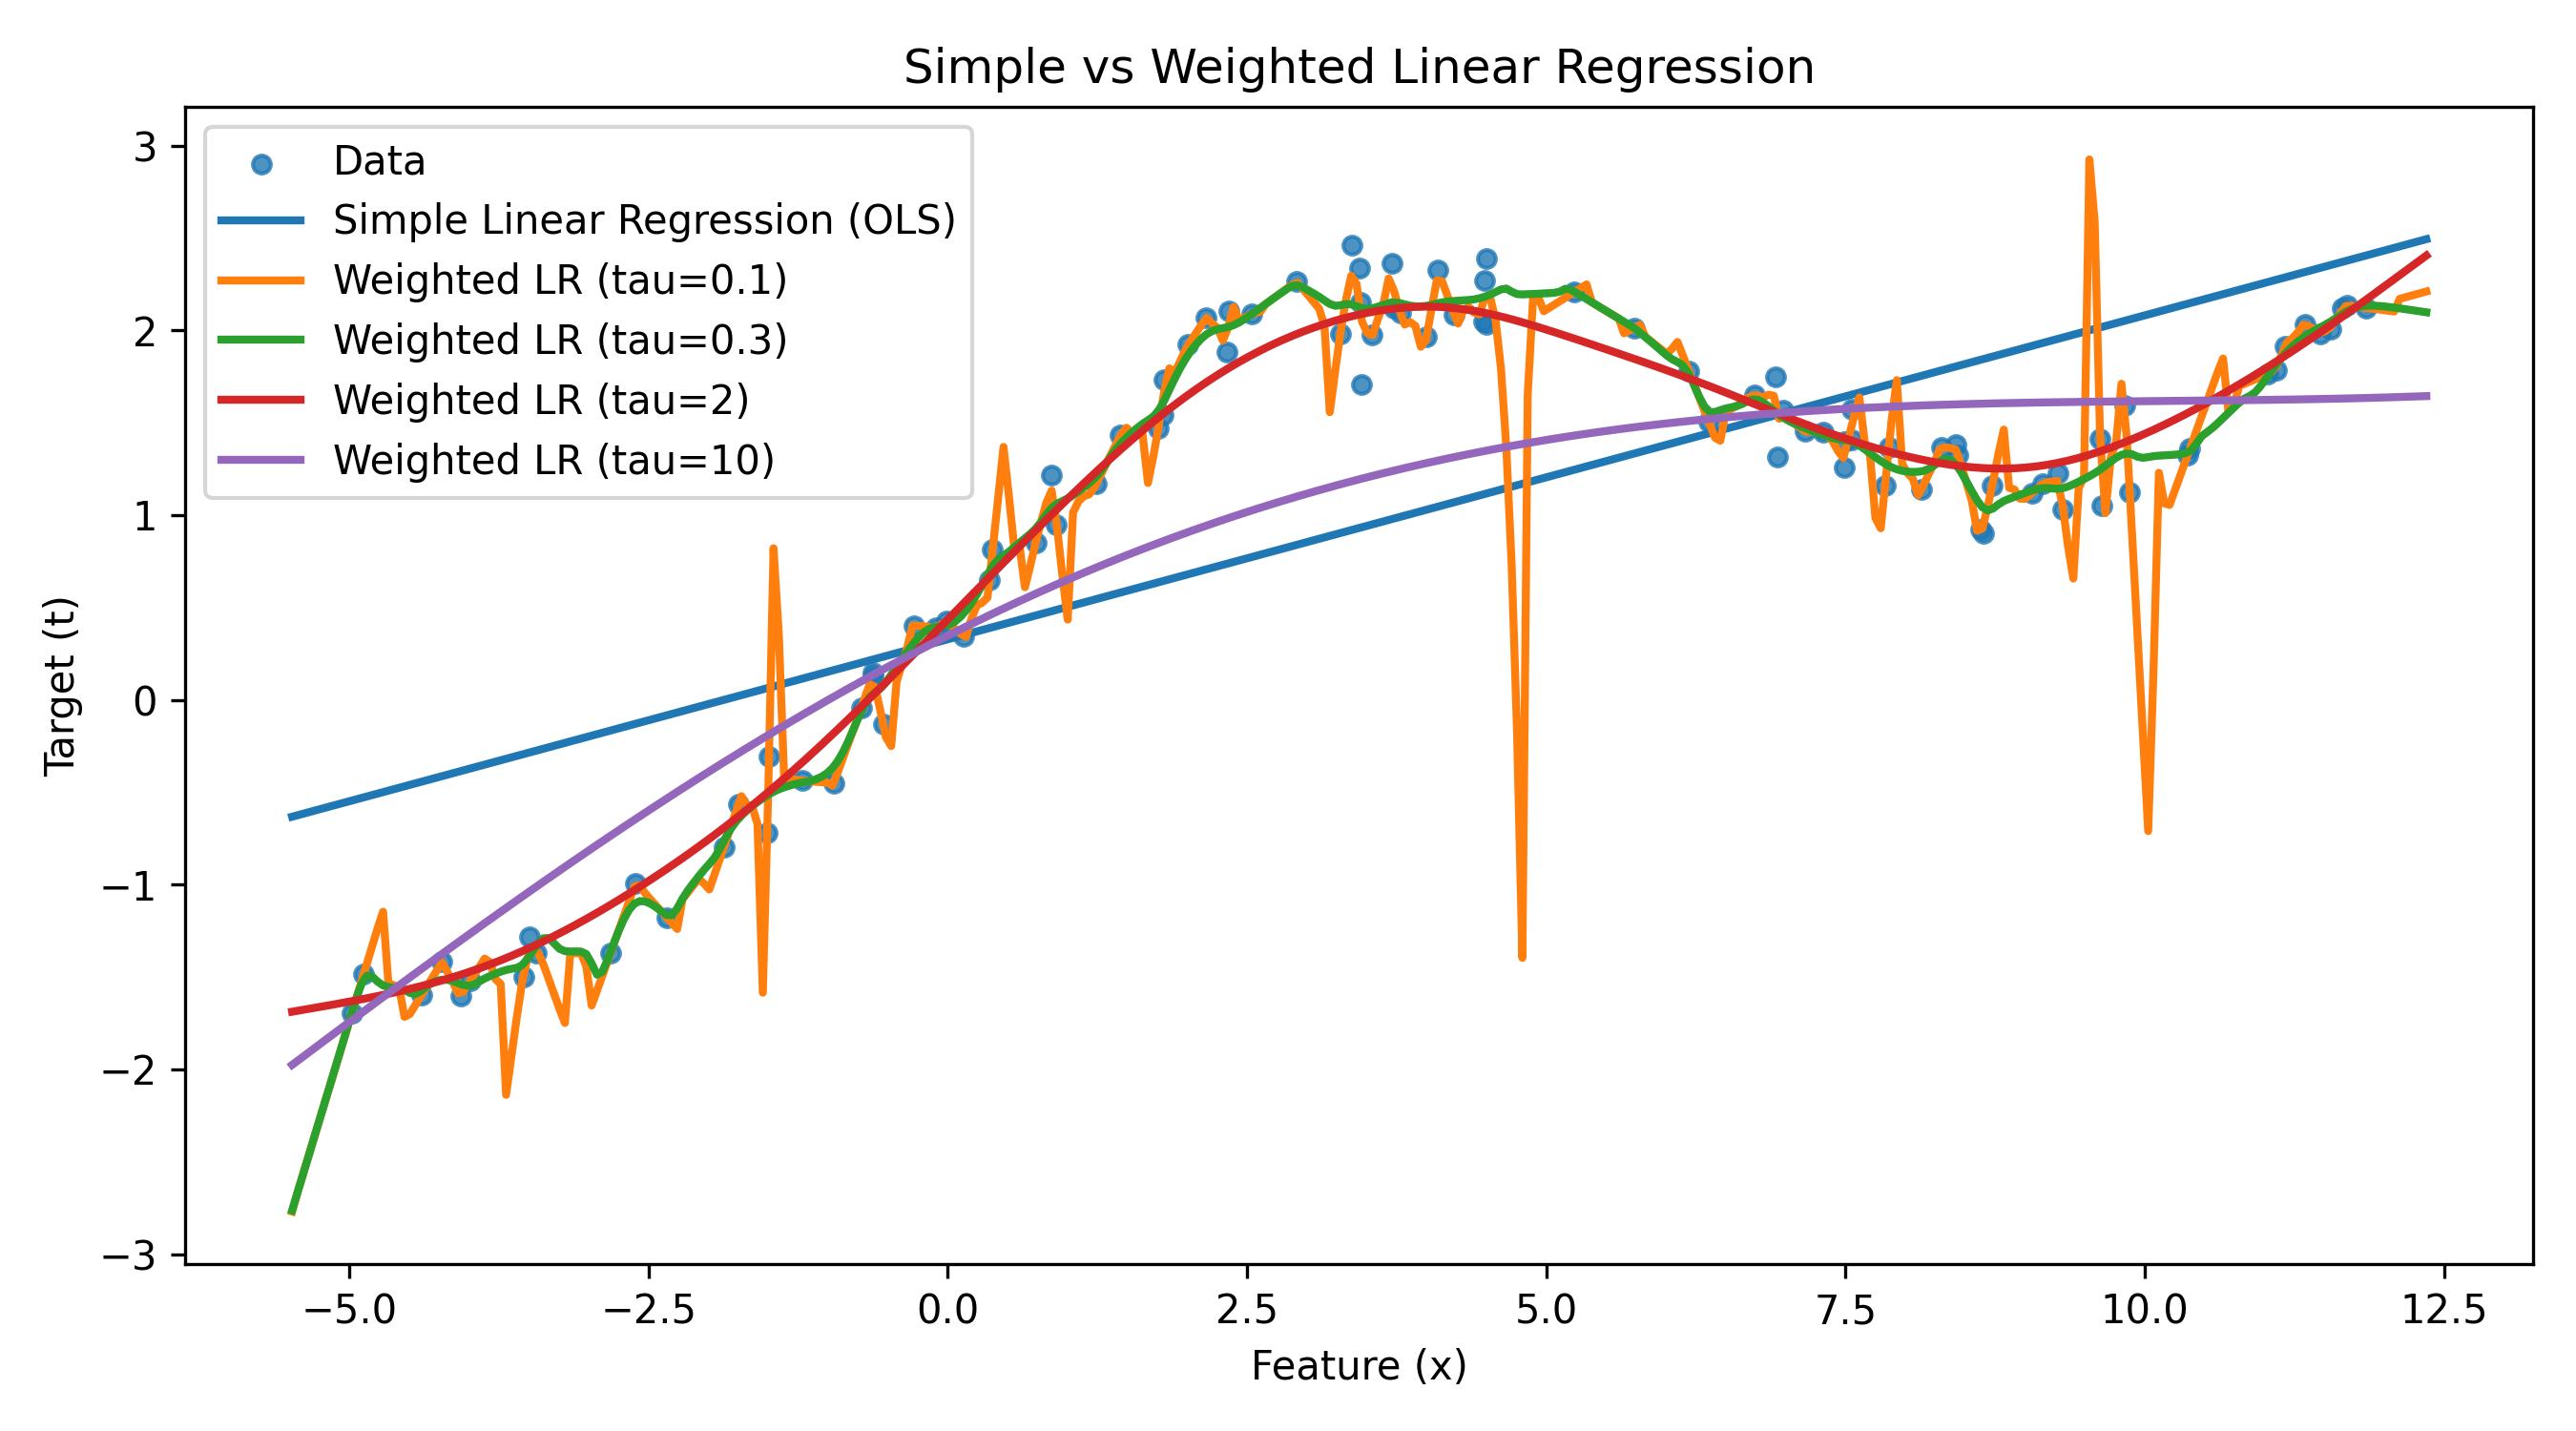 Simple vs Weighted Linear Regression
Data
Simple Linear Regression (OLS)
Weighted LR (tau=0.1)
Weighted LR (tau=0.3)
Weighted LR (tau=2)
Weighted LR (tau=10)
3
2
1
0
−1
−2
−3
Target (t)
−5.0 −2.5 0.0 2.5 5.0 7.5 10.0 12.5
Feature (x)